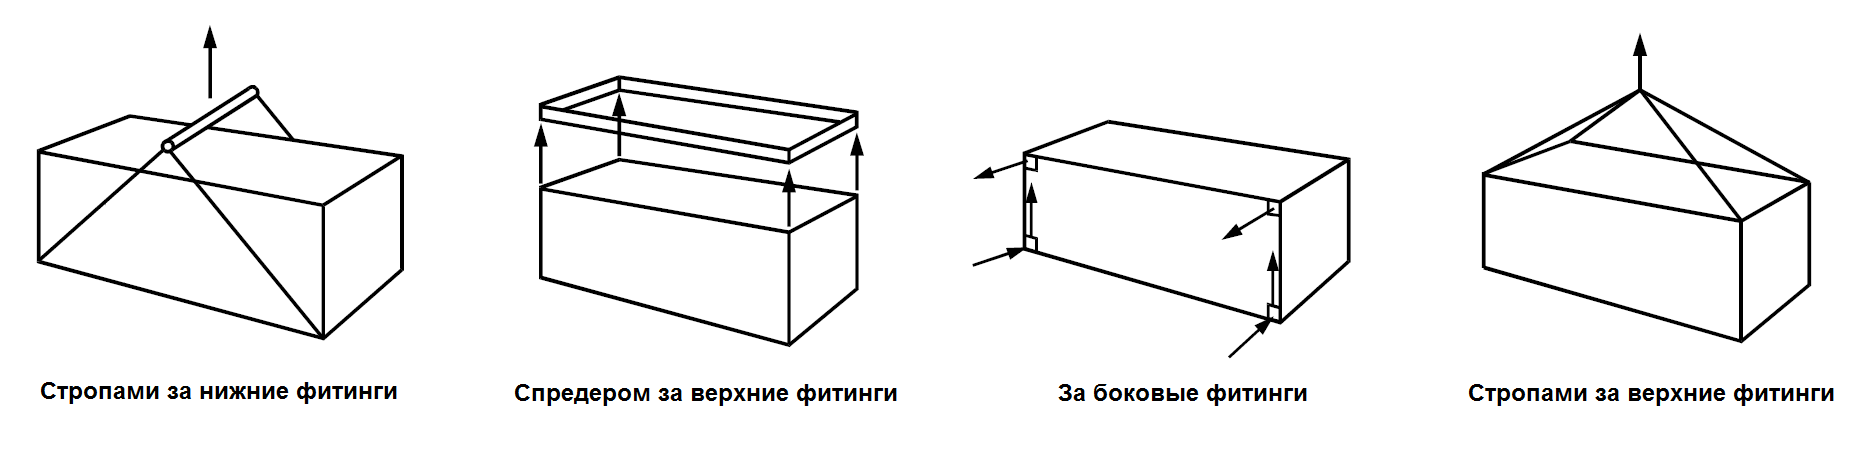 Стропами за нижние фитинги
Спредером за верхние фитинги
За боковые фитинги
Стропами за верхние фитинги